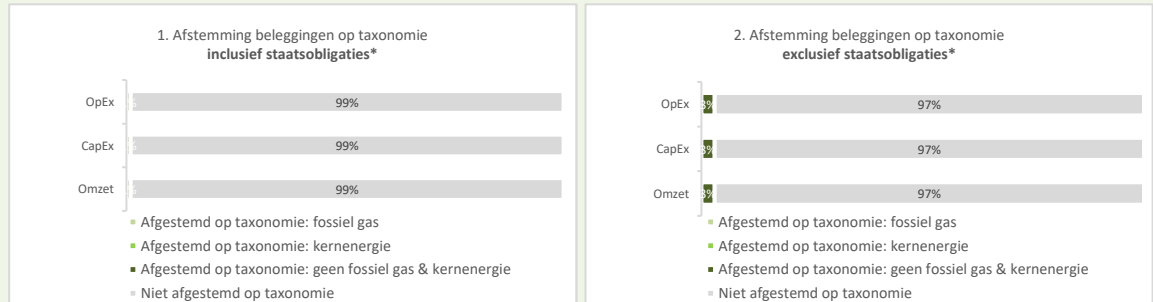 1. Afstemming beleggingen op taxonomie
inclusief staatsobligaties*
OpEx
%
99%
CapEx
%
99%
Omzet
%
99%
Afgestemd op taxonomie: fossiel gas
Afgestemd op taxonomie: kernenergie
Afgestemd op taxonomie: geen fossiel gas & kernenergie
Niet afgestemd op taxonomie
2. Afstemming beleggingen op taxonomie
exclusief staatsobligaties*
OpEx
3%
97%
CapEx
3%
97%
Omzet
3%
97%
Afgestemd op taxonomie: fossiel gas
Afgestemd op taxonomie: kernenergie
Afgestemd op taxonomie: geen fossiel gas & kernenergie
Niet afgestemd op taxonomie